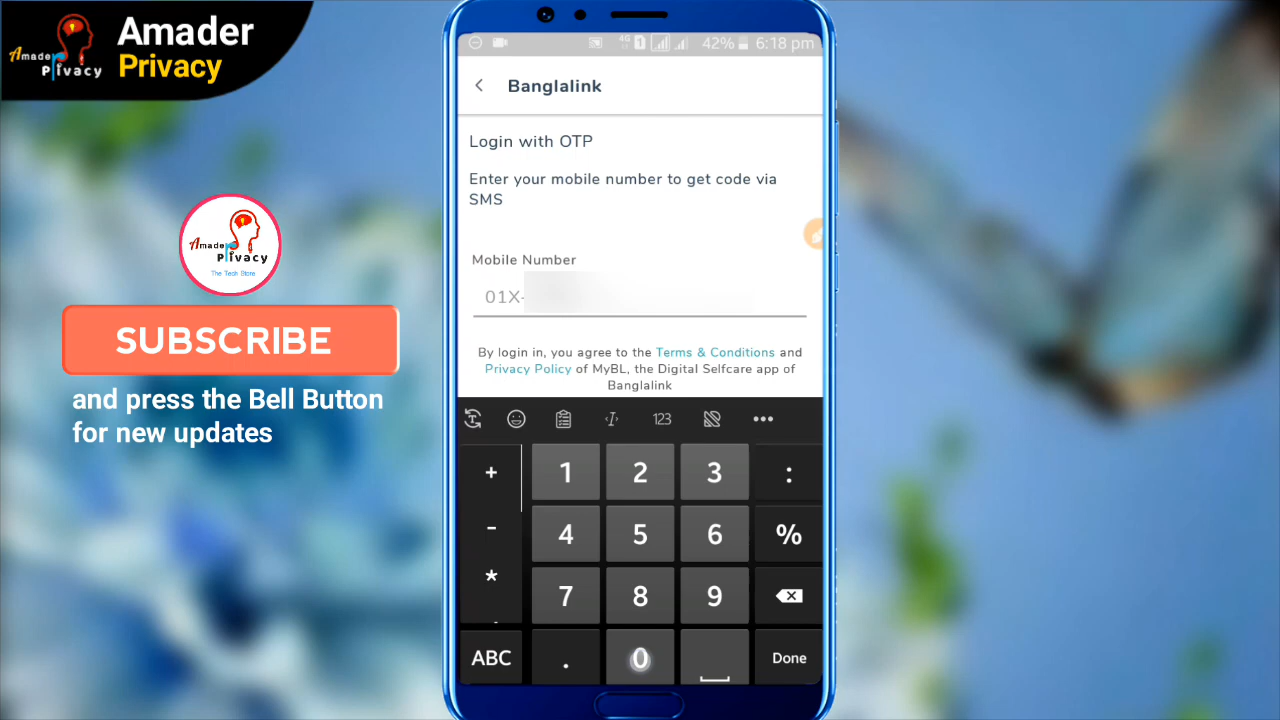 Amader
Privacy
Amader
Privacy
42% 6:18 pm
4G
1
Banglalink
Login with OTP
Enter your mobile number to get code via
SMS
Mobile Number
01X-
By login in, you agree to the Terms & Conditions and
Privacy Policy of MyBL, the Digital Selfcare app of
Banglalink
Amader
Privacy
The Tech Store
SUBSCRIBE
and press the Bell Button
for new updates
T 123 •••
+ 1 2 3 :
- 4 5 6 %
* 7 8 9
ABC . 0 Done